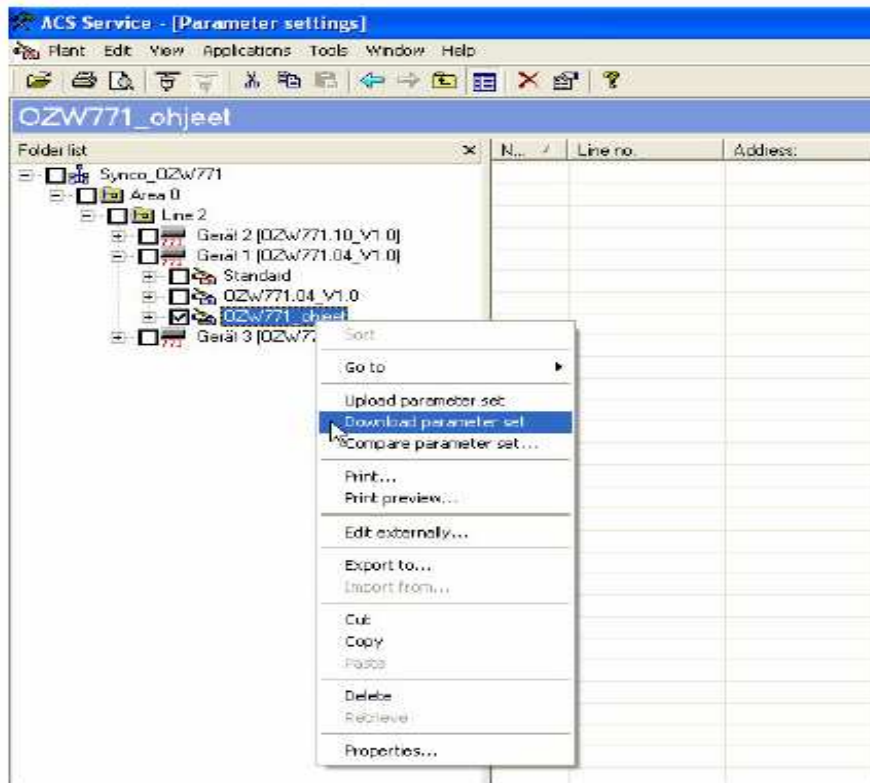 ACS Service - [Parameter settings]
Plant Edit View Applications Tools Window Help
OZW771_ohjeet
Folder list
N...
Line no.
Address:
Synco_OZW771
Area 0
Line 2
Gerät 2 [OZW771.10_V1.0]
Gerät 1 [OZW771.04_V1.0]
Standard
OZW771.04_V1.0
OZW771_ohjeet
Gerät 3 [OZW77
Sort
Go to
Upload parameter set
Download parameter set
Compare parameter set...
Print...
Print preview...
Edit externally...
Export to...
Import from...
Cut
Copy
Paste
Delete
Retrieve
Properties...